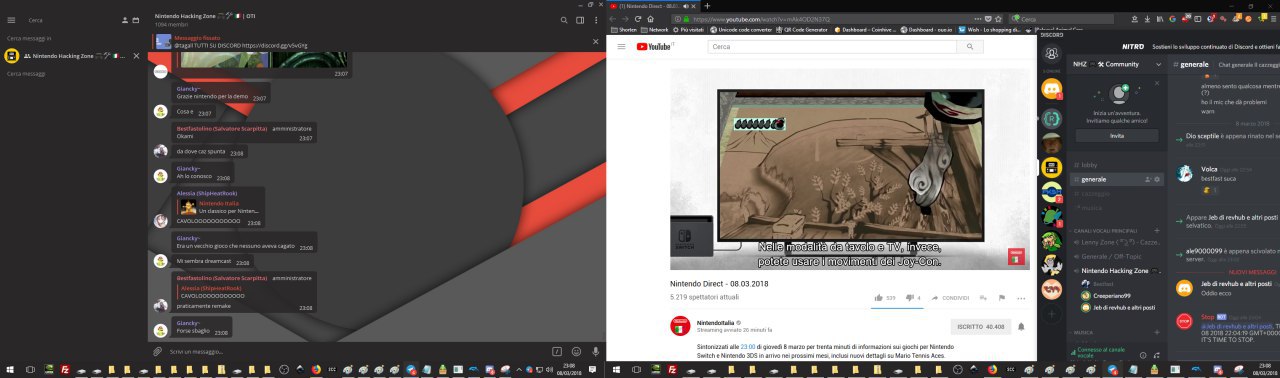 Cerca
Cerca messaggi in
Nintendo Hacking Zone
Cerca messaggi
Nintendo Hacking Zone | OTI
1094 membri
Messaggio fissato
@tagall TUTTI SU DISCORD https://discord.gg/vSvGng
23:07
Giancky~
Grazie nintendo per la demo 23:07
Cosa è 23:07
Bestfastolino (Salvatore Scarpitta) amministratore
Okami 23:07
da dove caz spunta 23:08
Giancky~
Ah lo conosco 23:08
Alessia (ShipHeatRook)
Nintendo Italia
Un classico per Ninten...
CAVOLOOOOOOOOOOO 23:08
Giancky~
Era un vecchio gioco che nessuno aveva cagato 23:08
Mi sembra dreamcast 23:08
Bestfastolino (Salvatore Scarpitta) amministratore
Alessia (ShipHeatRook)
CAVOLOOOOOOOOOOO
praticamente remake 23:08
Giancky~
Forse sbaglio 23:08
Scrivi un messaggio...
23:08
08/03/2018
(1) Nintendo Direct - 08.0
https://www.youtube.com/watch?v=mAk4OD2N37Q
Cerca
Shorten
Network
Più visitati
Unicode code converter
QR Code Generator
Dashboard - Coinhive
Dashboard - oue.io
Wish - Lo shopping di
YouTube IT
Cerca
NINTENDO
SWITCH
Nelle modalità da tavolo e TV, invece,
potete usare i movimenti dei Joy-Con.
Nintendo Direct - 08.03.2018
5.219 spettatori attuali
539
4
CONDIVIDI
NintendoItalia
Streaming avviato 26 minuti fa
ISCRITTO 40.408
Sintonizzati alle 23:00 di giovedì 8 marzo per trenta minuti di informazioni sui giochi per Nintendo
Switch e Nintendo 3DS in arrivo nei prossimi mesi, inclusi nuovi dettagli su Mario Tennis Aces.
DISCORD
NITRO
Sostieni lo sviluppo continuato di Discord e ottieni fa
NHZ Community
Inizia un'avventura.
Invitiamo qualche amico!
Invita
# lobby
# generale
# cazzeggio
# musica
CANALI VOCALI PRINCIPALI
Generale / Off-Topic
Nintendo Hacking Zone
Bestfast
Creeperiano99
Jeb di revhub e altri posti
MUSICA
Connesso al canale
vocale
generale
Chat generale Il cazzeggi
almeno sento qualcosa mentre
(?)
ho il mic che dà problemi
warn
8 marzo 2018
Dio sceptile è appena rinato nel se
Volca
bestfast suca
Appare Jeb di revhub e altri posti
selvatico.
ale9000099 è appena scivolato n
server.
NUOVI MESSAGGI
Jeb di revhub e altri posti
Oddio ecco
Stop BOT
@Jeb di revhub e altri posti, T
08 2018 22:04:19 GMT+000
IT'S TIME TO STOP.
23:08
08/03/2018